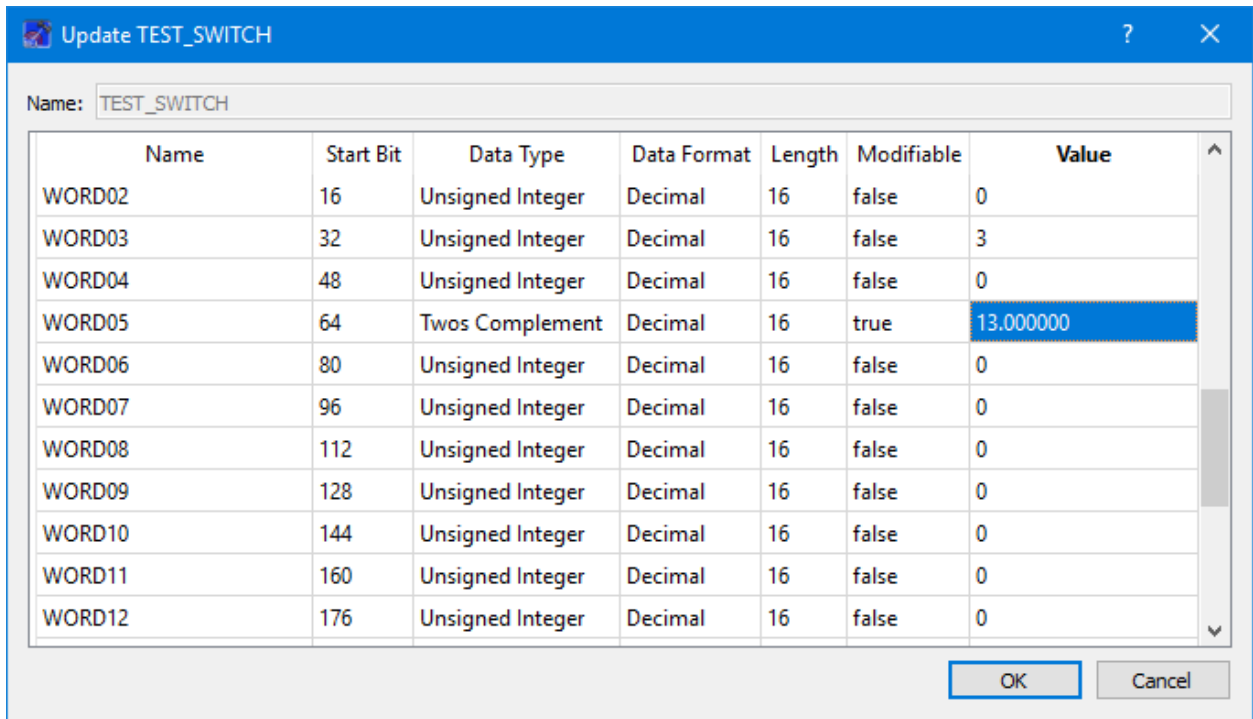 Update TEST_SWITCH ?
Name: TEST_SWITCH
Name Start Bit Data Type Data Format Length Modifiable Value
WORD02 16 Unsigned Integer Decimal 16 false 0
WORD03 32 Unsigned Integer Decimal 16 false 3
WORD04 48 Unsigned Integer Decimal 16 false 0
WORD05 64 Twos Complement Decimal 16 true 13.000000
WORD06 80 Unsigned Integer Decimal 16 false 0
WORD07 96 Unsigned Integer Decimal 16 false 0
WORD08 112 Unsigned Integer Decimal 16 false 0
WORD09 128 Unsigned Integer Decimal 16 false 0
WORD10 144 Unsigned Integer Decimal 16 false 0
WORD11 160 Unsigned Integer Decimal 16 false 0
WORD12 176 Unsigned Integer Decimal 16 false 0
OK Cancel